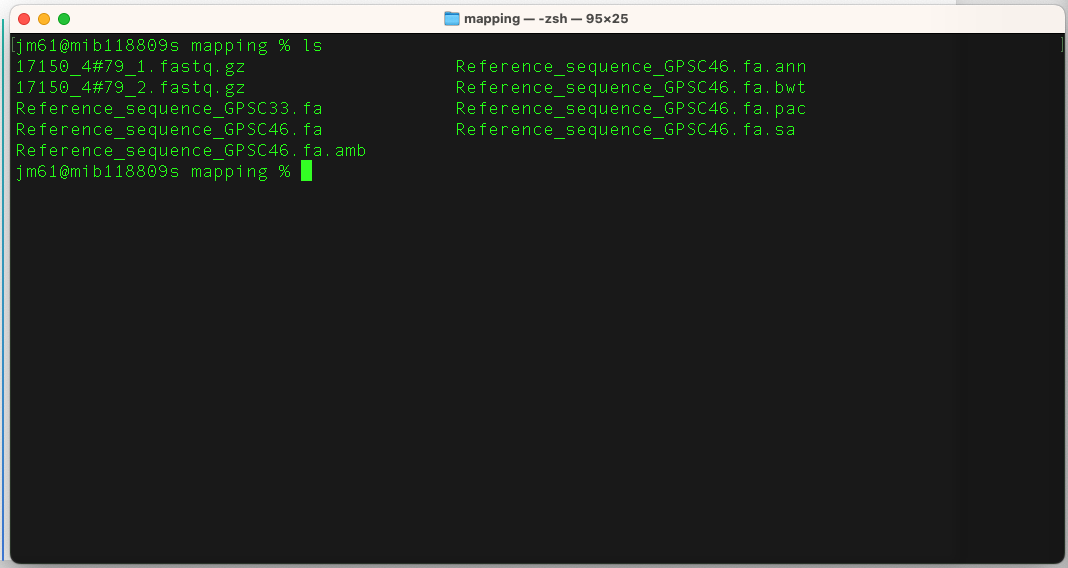 mapping — -zsh — 95×25
[jm61@mib118809s mapping % ls ]
17150_4#79_1.fastq.gz Reference_sequence_GPSC46.fa.ann
17150_4#79_2.fastq.gz Reference_sequence_GPSC46.fa.bwt
Reference_sequence_GPSC33.fa Reference_sequence_GPSC46.fa.pac
Reference_sequence_GPSC46.fa Reference_sequence_GPSC46.fa.sa
Reference_sequence_GPSC46.fa.amb
jm61@mib118809s mapping %